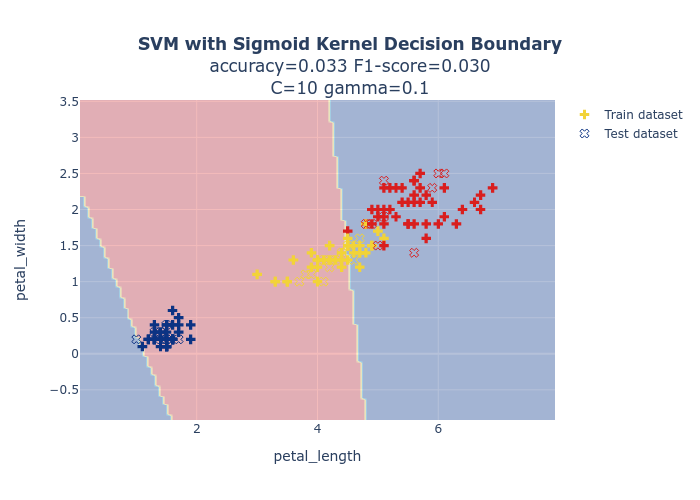 SVM with Sigmoid Kernel Decision Boundary
accuracy=0.033 F1-score=0.030
C=10 gamma=0.1
3.5
3
2.5
2
1.5
1
0.5
0
−0.5
petal_width
2
4
6
petal_length
Train dataset
Test dataset